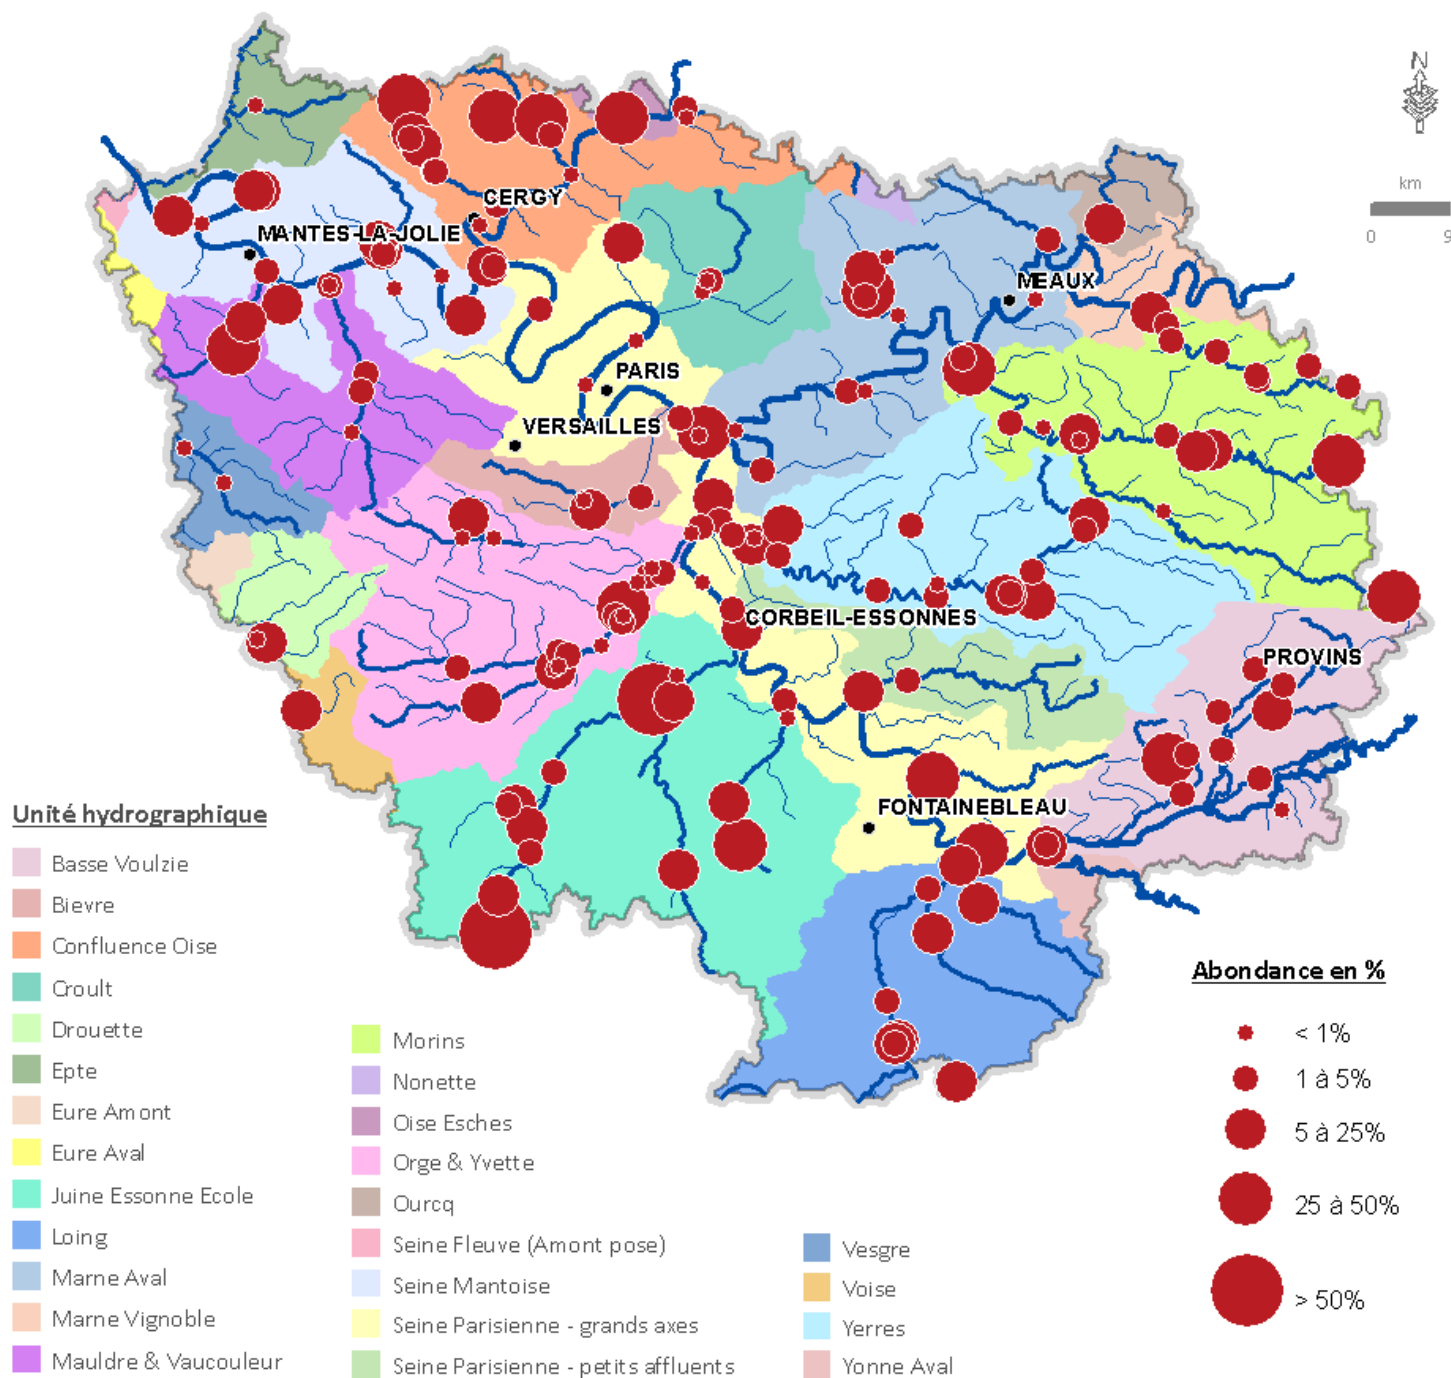 N
km
0 9
CERGY
MANTES-LA-JOLIE
MEAUX
PARIS
VERSAILLES
CORBEIL-ESSONNES
PROVINS
FONTAINEBLEAU
Unité hydrographique
Basse Voulzie
Bievre
Confluence Oise
Croult
Drouette
Epte
Eure Amont
Eure Aval
Juine Essonne Ecole
Loing
Marne Aval
Marne Vignoble
Mauldre & Vaucouleur
Morins
Nonette
Oise Esches
Orge & Yvette
Ourcq
Seine Fleuve (Amont pose)
Seine Mantoise
Seine Parisienne - grands axes
Seine Parisienne - petits affluents
Vesgre
Voise
Yerres
Yonne Aval
Abondance en %
< 1%
1 à 5%
5 à 25%
25 à 50%
> 50%